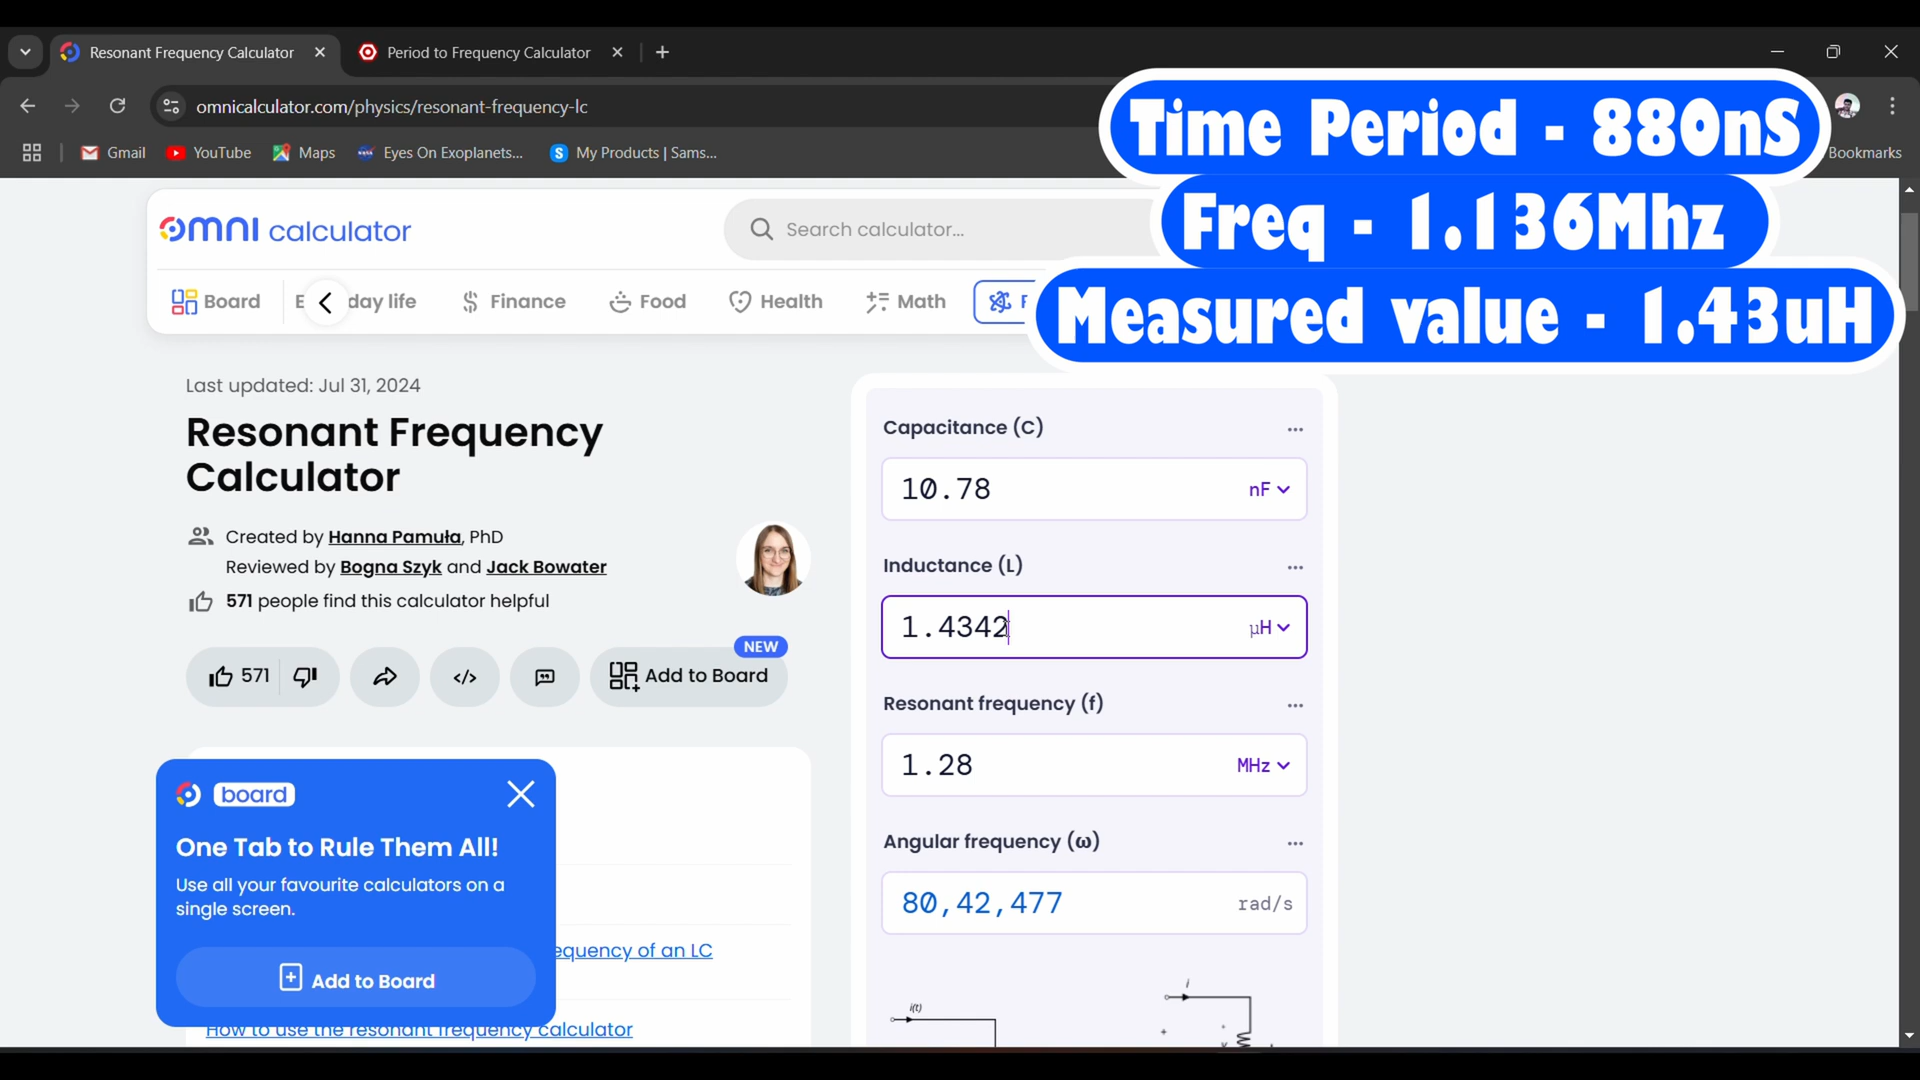 Resonant Frequency Calculator
Period to Frequency Calculator
omnicalculator.com/physics/resonant-frequency-lc
Gmail
YouTube
Maps
Eyes On Exoplanets...
My Products | Sams...
Bookmarks
Time Period - 880nS
Freq - 1.136Mhz
Measured value - 1.43uH
omni calculator
Search calculator...
Board
E day life
Finance
Food
Health
Math
Last updated: Jul 31, 2024
Resonant Frequency
Calculator
Created by Hanna Pamuła, PhD
Reviewed by Bogna Szyk and Jack Bowater
571 people find this calculator helpful
571
</>
NEW
Add to Board
board
One Tab to Rule Them All!
Use all your favourite calculators on a
single screen.
Add to Board
equency of an LC
How to use the resonant frequency calculator
Capacitance (C)
10.78
nF
Inductance (L)
1.4342
µH
Resonant frequency (f)
1.28
MHz
Angular frequency (ω)
80,42,477
rad/s
i(t)
i
+